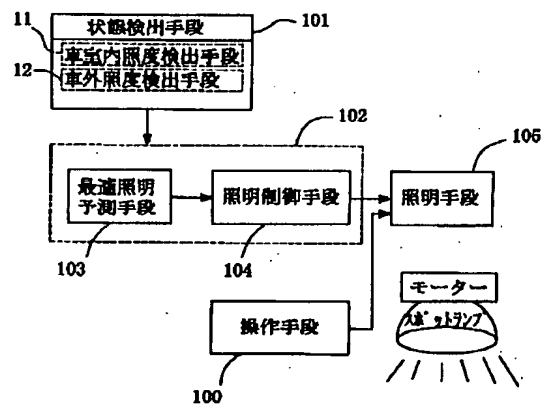 状態検出手段
101
11
車室内照度検出手段
12
車外照度検出手段
102
105
最適照明
予測手段
照明制御手段
照明手段
103
104
モーター
スポットランプ
操作手段
100